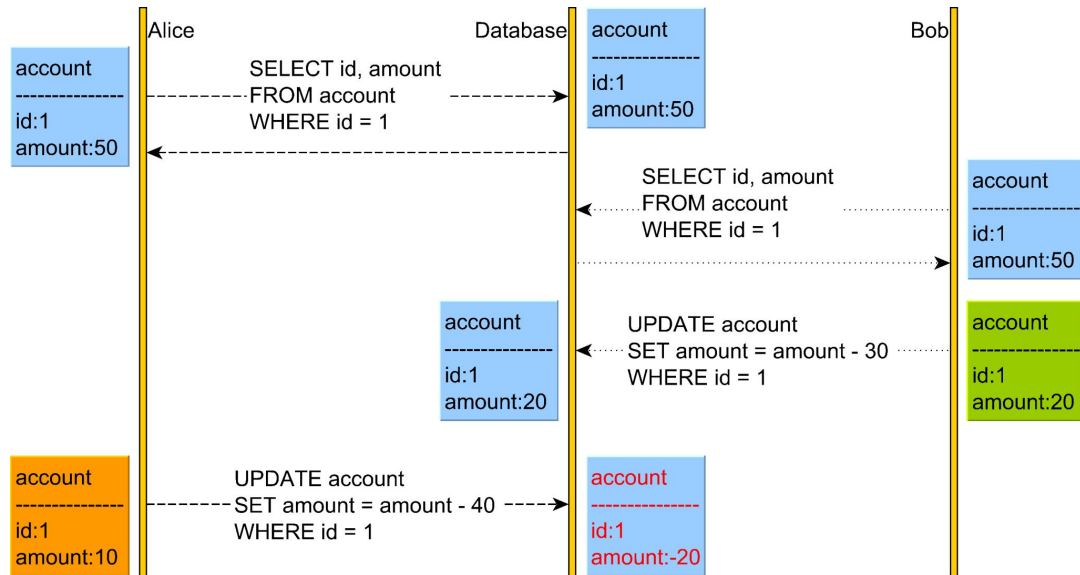 Alice
Database
Bob
account
---------------
id:1
amount:50
SELECT id, amount
FROM account
WHERE id = 1
account
---------------
id:1
amount:50
SELECT id, amount
FROM account
WHERE id = 1
account
---------------
id:1
amount:50
account
---------------
id:1
amount:20
UPDATE account
SET amount = amount - 30
WHERE id = 1
account
---------------
id:1
amount:20
account
---------------
id:1
amount:10
UPDATE account
SET amount = amount - 40
WHERE id = 1
account
---------------
id:1
amount:-20